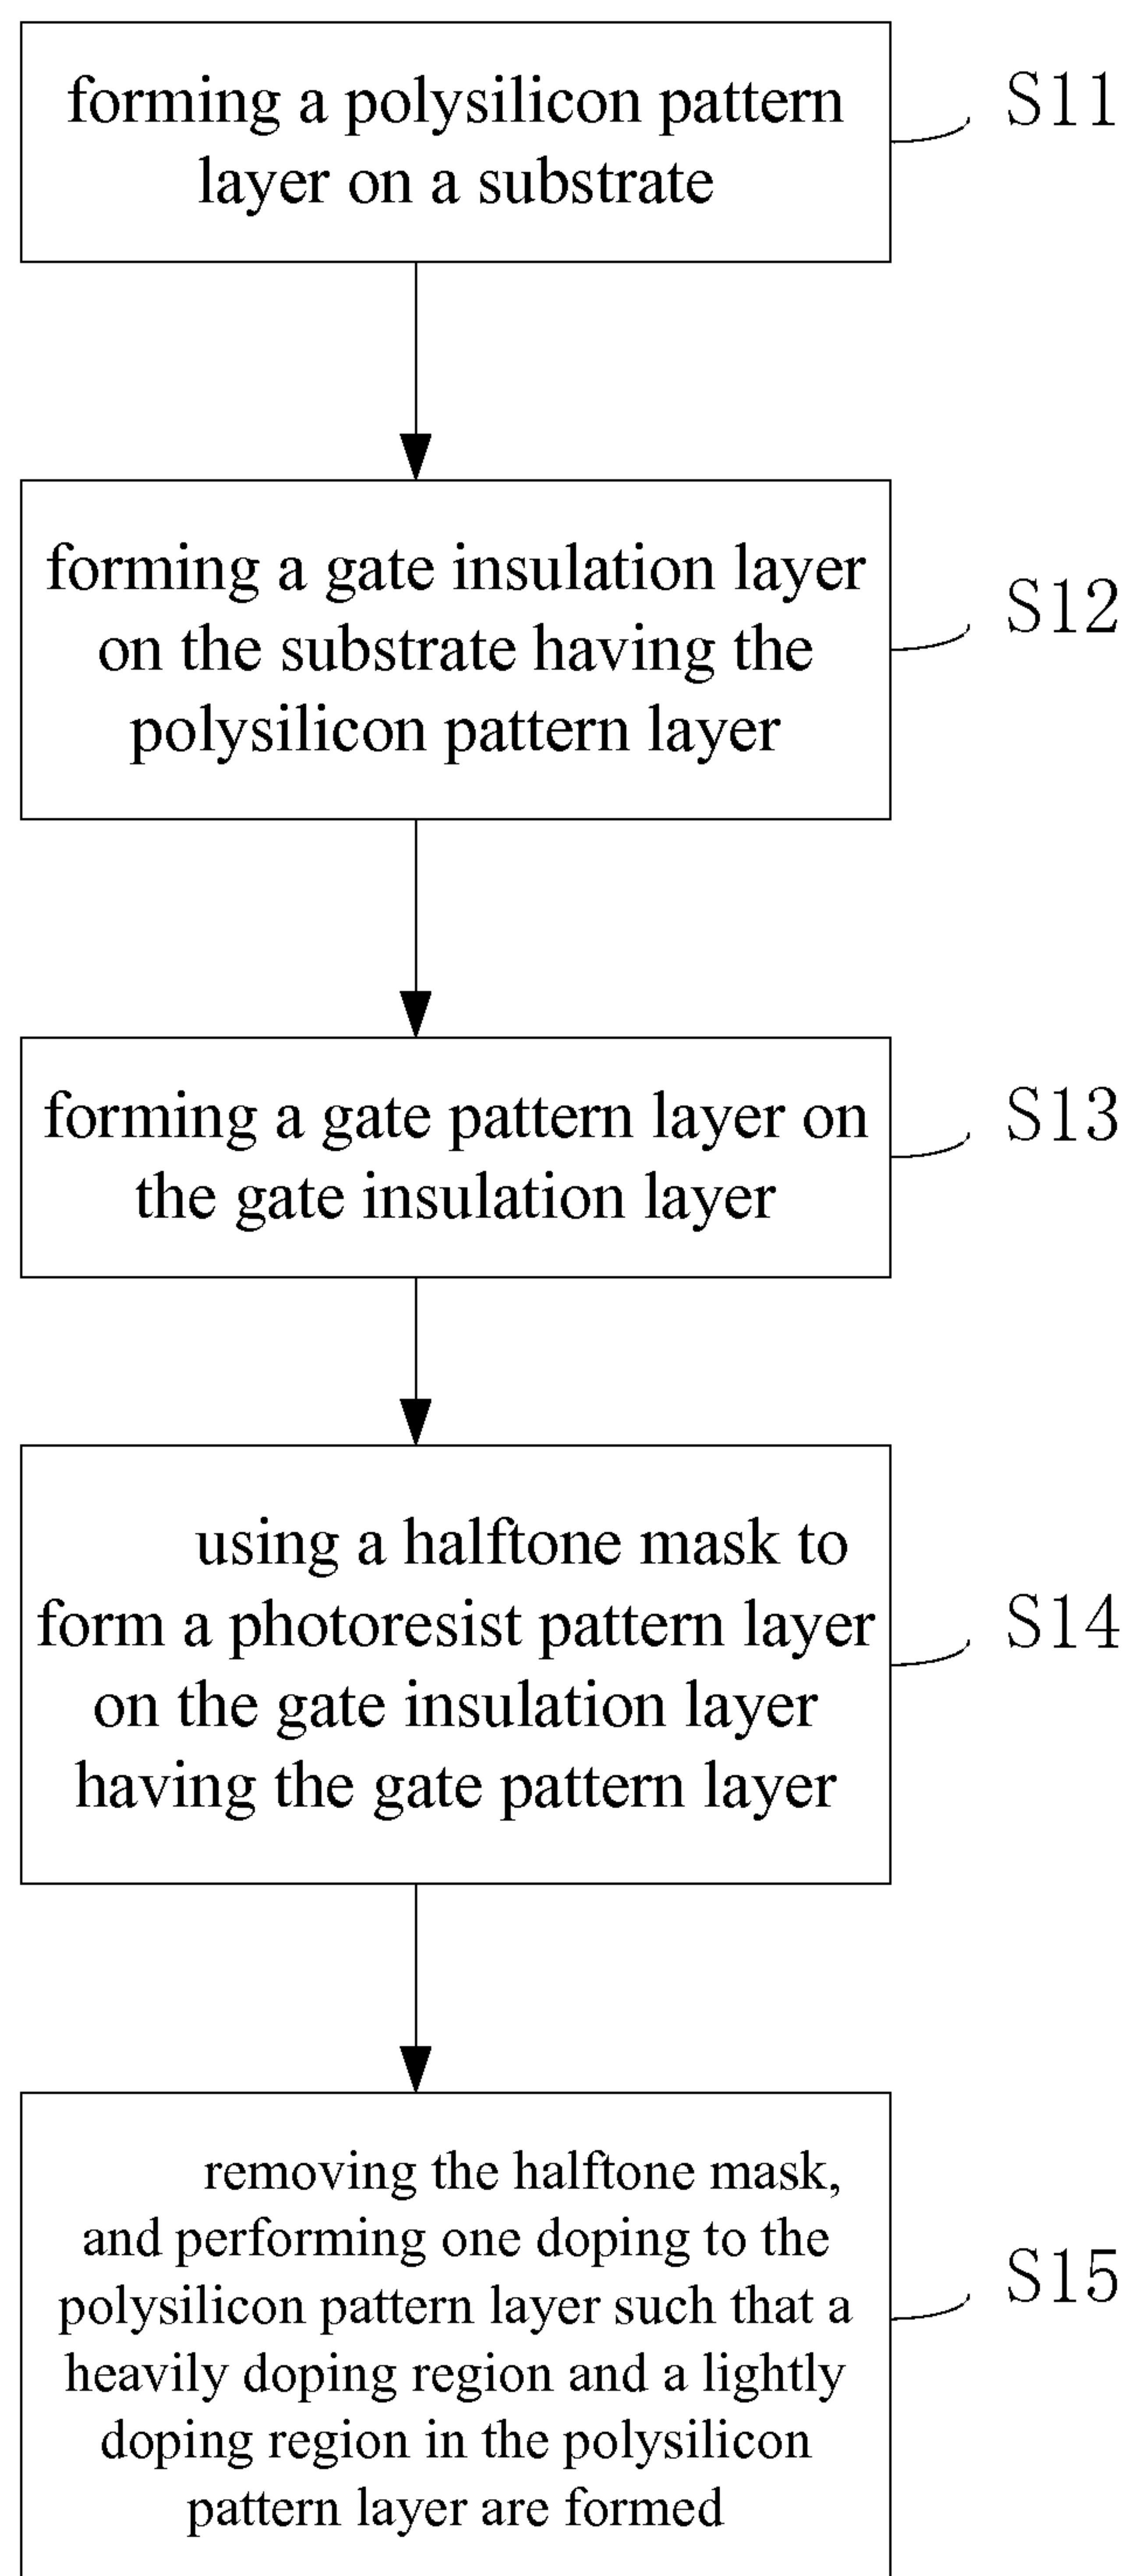 forming a polysilicon pattern
layer on a substrate
S11
forming a gate insulation layer
on the substrate having the
polysilicon pattern layer
S12
forming a gate pattern layer on
the gate insulation layer
S13
using a halftone mask to
form a photoresist pattern layer
on the gate insulation layer
having the gate pattern layer
S14
removing the halftone mask,
and performing one doping to the
polysilicon pattern layer such that a
heavily doping region and a lightly
doping region in the polysilicon
pattern layer are formed
S15